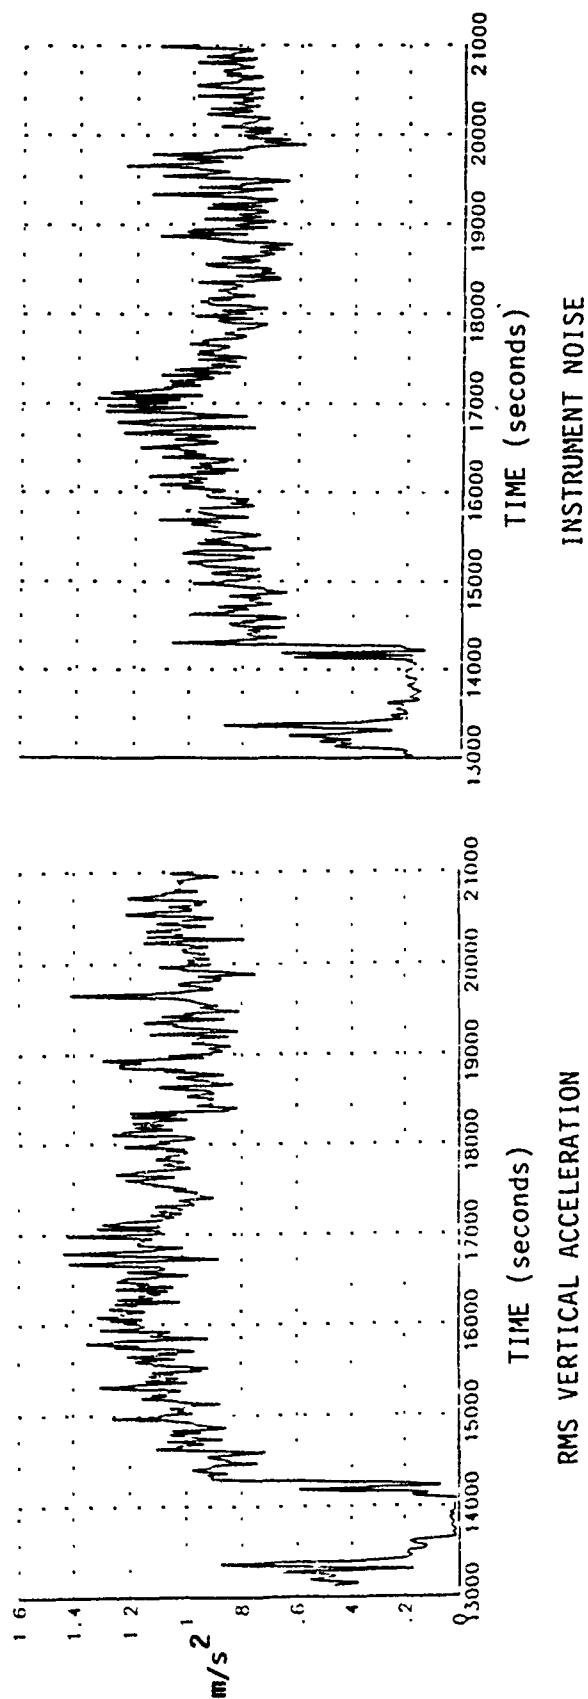 1 6
1.4
1.2
1
.8
.6
.4
.2
0
m/s2
13000 14000 15000 16000 17000 18000 19000 20000 21000
TIME (seconds)
RMS VERTICAL ACCELERATION
13000 14000 15000 16000 17000 18000 19000 20000 21000
TIME (seconds)
INSTRUMENT NOISE